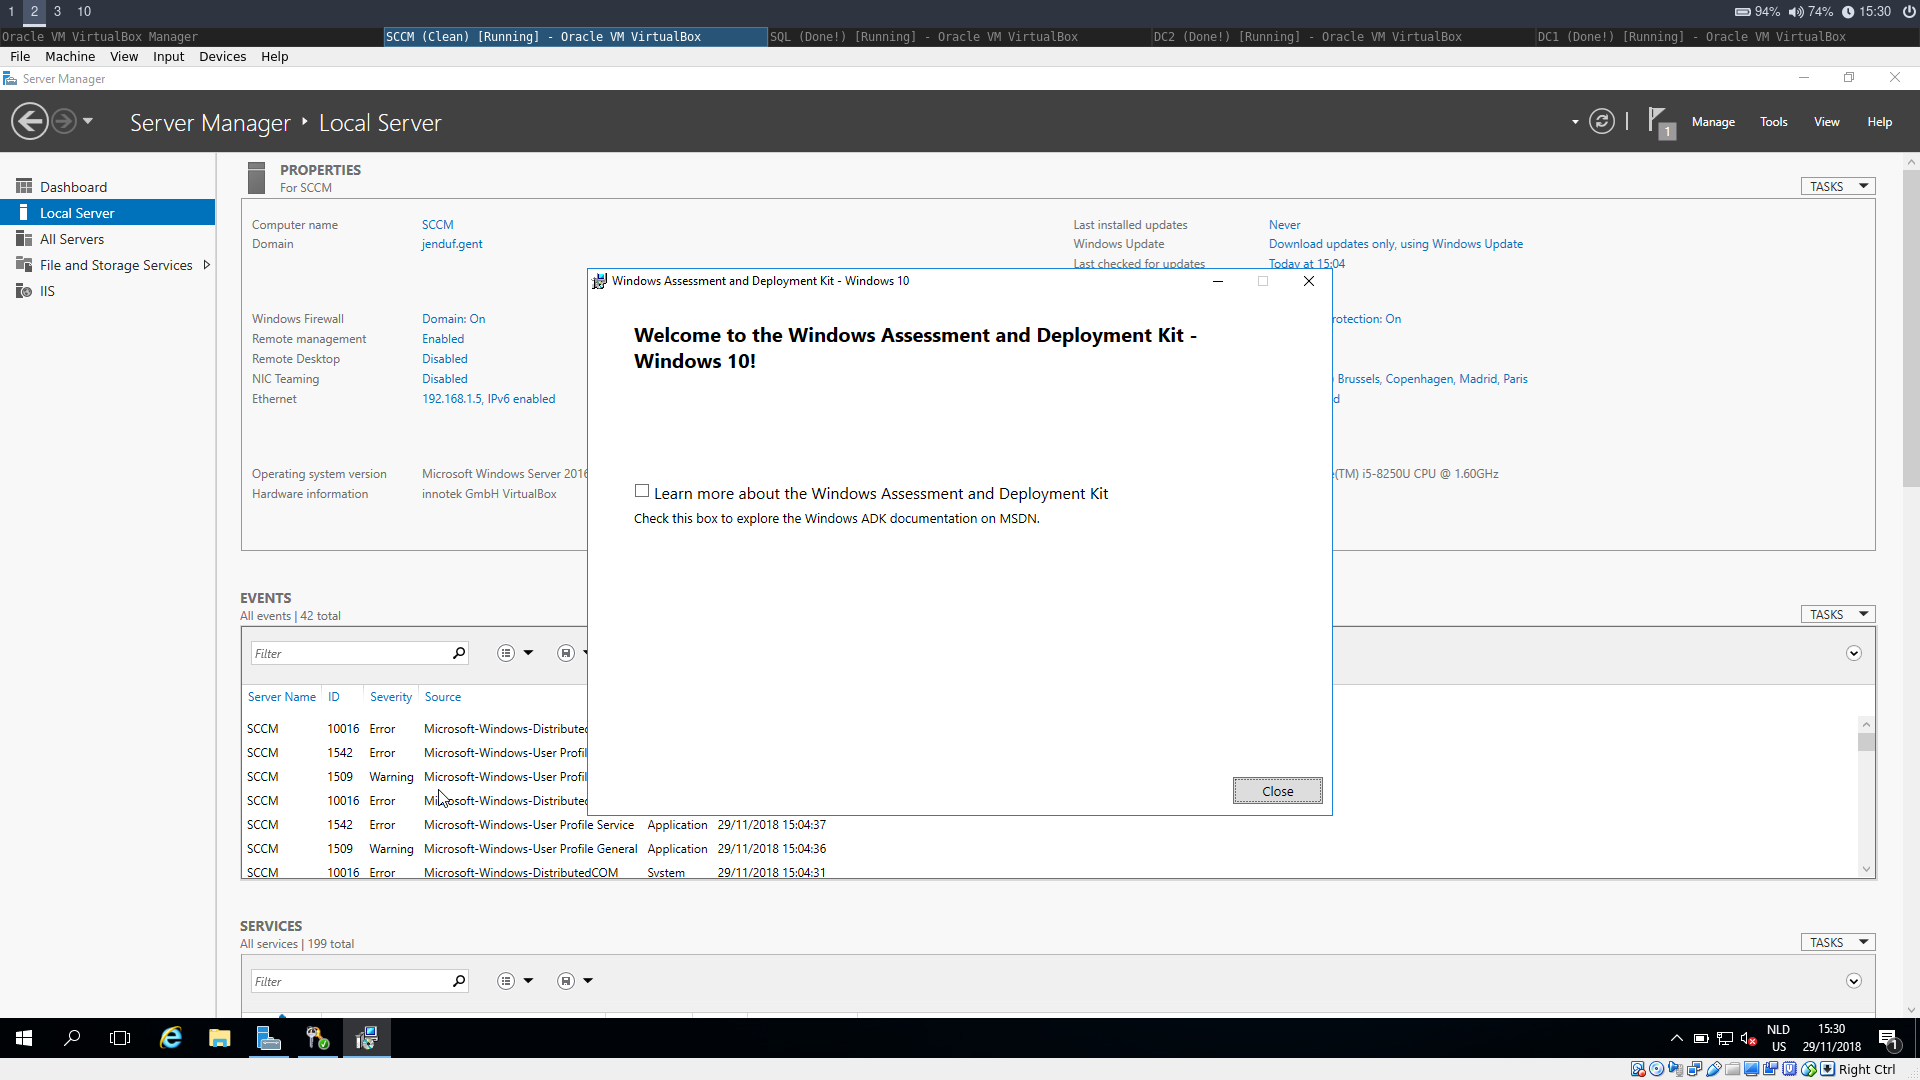 1 2 3 10
94% 74% 15:30
Oracle VM VirtualBox Manager
SCCM (Clean) [Running] - Oracle VM VirtualBox
SQL (Done!) [Running] - Oracle VM VirtualBox
DC2 (Done!) [Running] - Oracle VM VirtualBox
DC1 (Done!) [Running] - Oracle VM VirtualBox
File Machine View Input Devices Help
Server Manager
Server Manager Local Server
1
Manage Tools View Help
Dashboard
Local Server
All Servers
File and Storage Services
IIS
PROPERTIES
For SCCM
TASKS
Computer name SCCM
Domain jenduf.gent
Last installed updates Never
Windows Update Download updates only, using Windows Update
Last checked for updates Today at 15:04
Windows Firewall Domain: On
Remote management Enabled
Remote Desktop Disabled
NIC Teaming Disabled
Ethernet 192.168.1.5, IPv6 enabled
rotection: On
Brussels, Copenhagen, Madrid, Paris
d
Operating system version Microsoft Windows Server 2016
Hardware information innotek GmbH VirtualBox
(TM) i5-8250U CPU @ 1.60GHz
Windows Assessment and Deployment Kit - Windows 10
Welcome to the Windows Assessment and Deployment Kit -
Windows 10!
Learn more about the Windows Assessment and Deployment Kit
Check this box to explore the Windows ADK documentation on MSDN.
Close
EVENTS
All events | 42 total
TASKS
Filter
Server Name ID Severity Source
SCCM 10016 Error Microsoft-Windows-Distributed
SCCM 1542 Error Microsoft-Windows-User Profil
SCCM 1509 Warning Microsoft-Windows-User Profil
SCCM 10016 Error Microsoft-Windows-Distributed
SCCM 1542 Error Microsoft-Windows-User Profile Service Application 29/11/2018 15:04:37
SCCM 1509 Warning Microsoft-Windows-User Profile General Application 29/11/2018 15:04:36
SCCM 10016 Error Microsoft-Windows-DistributedCOM System 29/11/2018 15:04:31
SERVICES
All services | 199 total
TASKS
Filter
NLD
US
15:30
29/11/2018
1
Right Ctrl